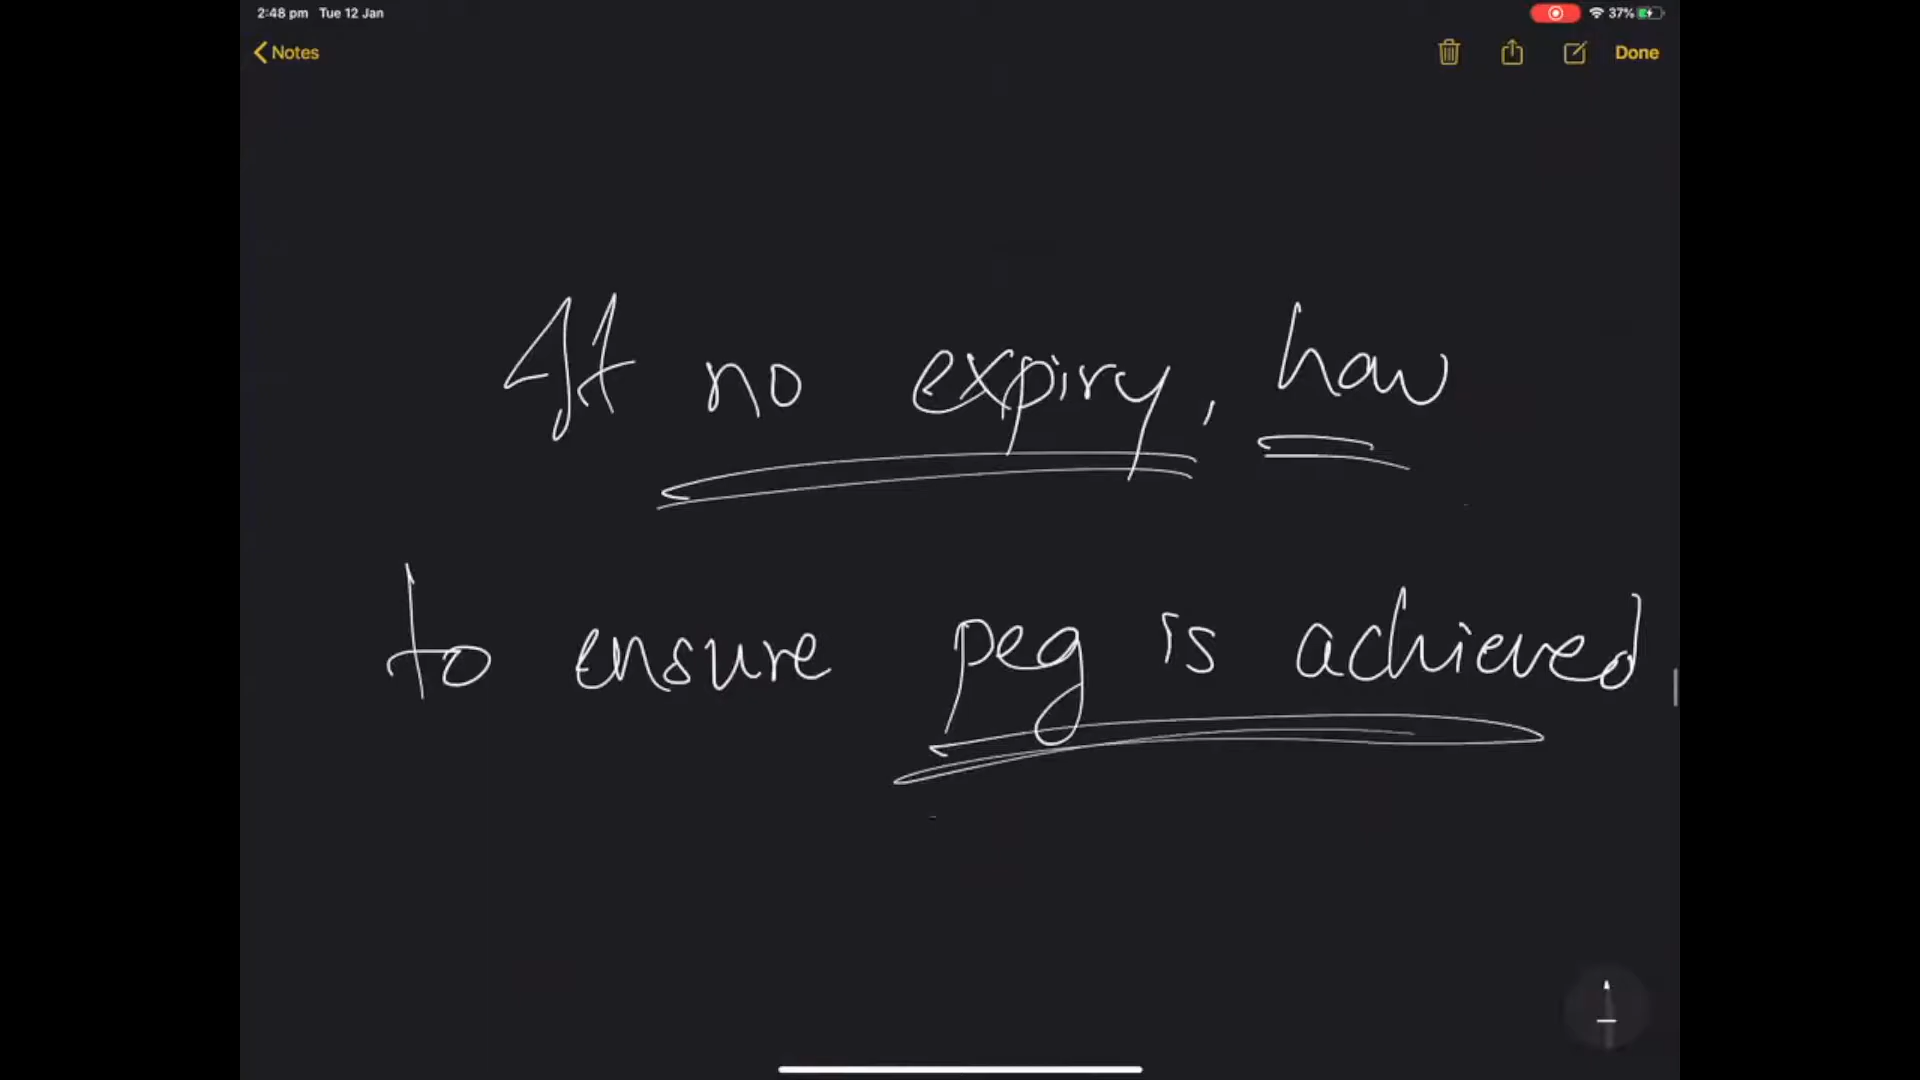 2:48 pm Tue 12 Jan
37%
Notes
Done
If no expiry, how
to ensure peg is achieved